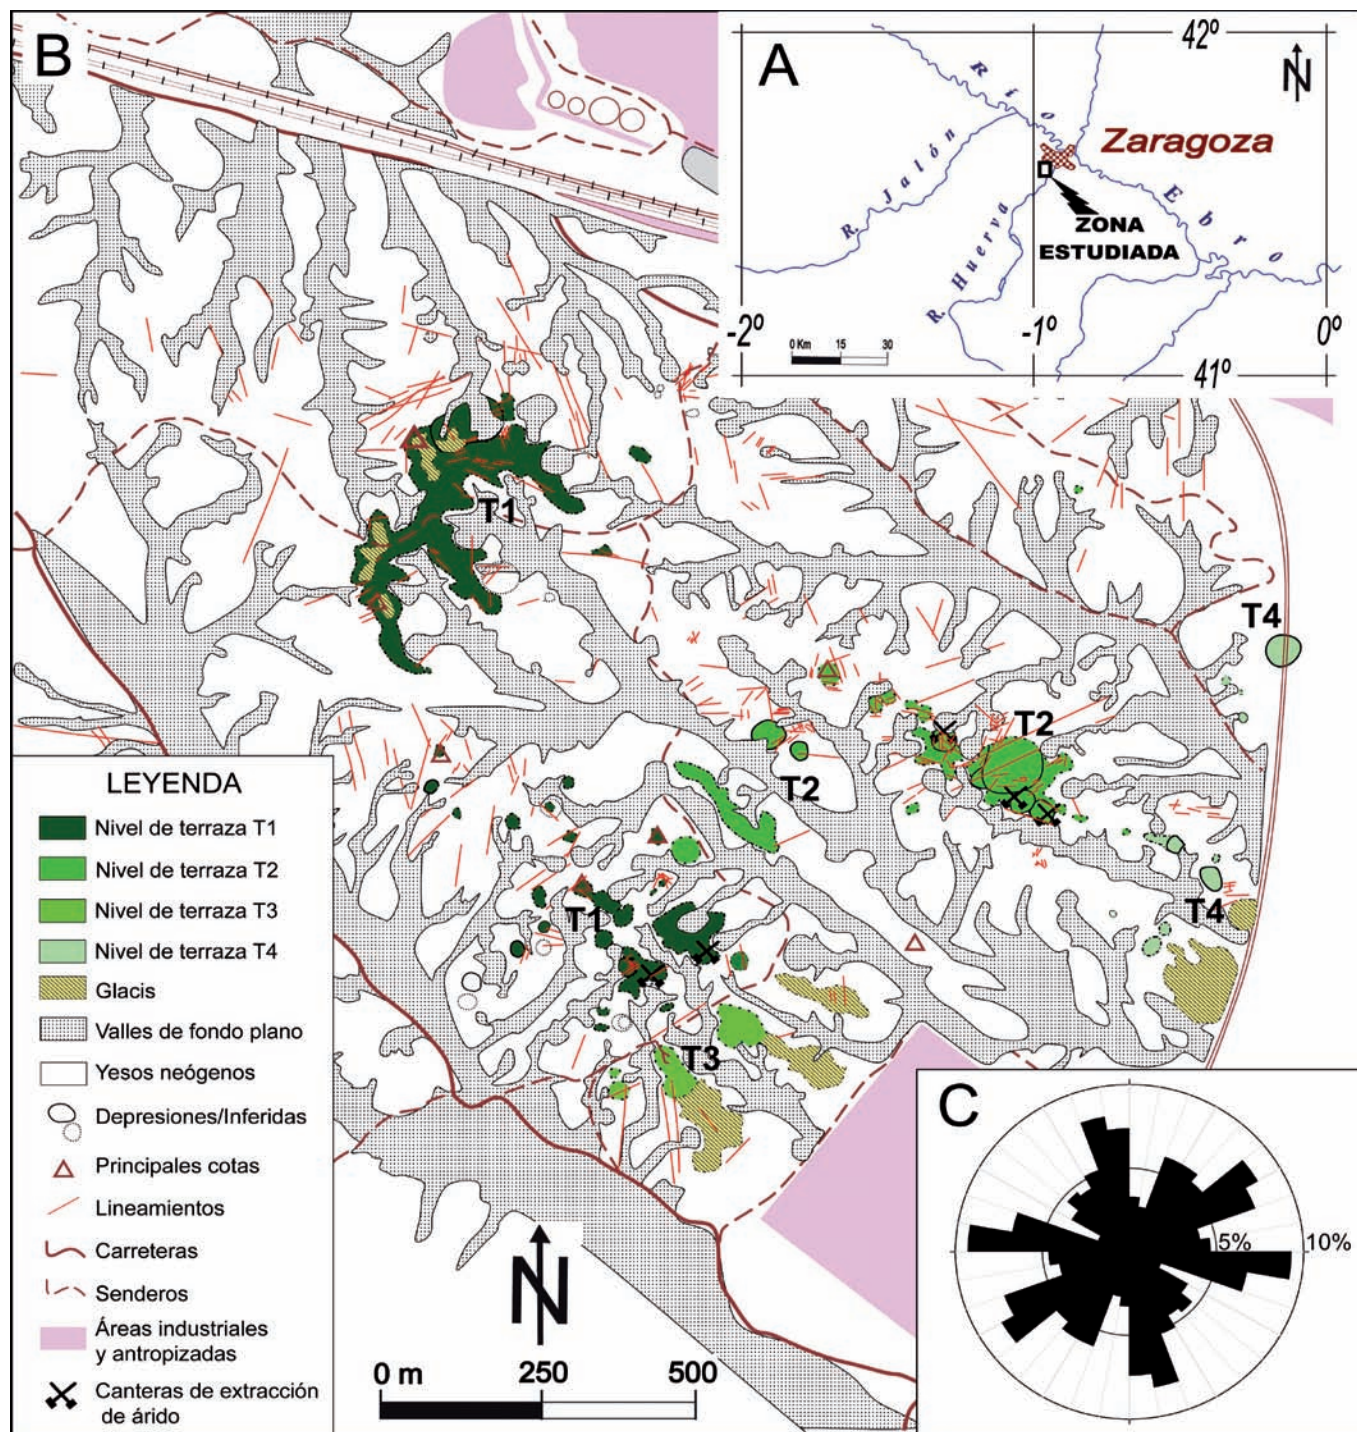 B
A
42º
N
Río
Zaragoza
R. Jalón
Ebro
R. Huerva
ZONA
ESTUDIADA
-2º
-1º
0º
0 Km 15 30
41º
T1
T4
T2
T2
T1
T4
T3
LEYENDA
Nivel de terraza T1
Nivel de terraza T2
Nivel de terraza T3
Nivel de terraza T4
Glacis
Valles de fondo plano
Yesos neógenos
Depresiones/Inferidas
Principales cotas
Lineamientos
Carreteras
Senderos
Áreas industriales
y antropizadas
Canteras de extracción
de árido
N
0 m 250 500
C
5% 10%